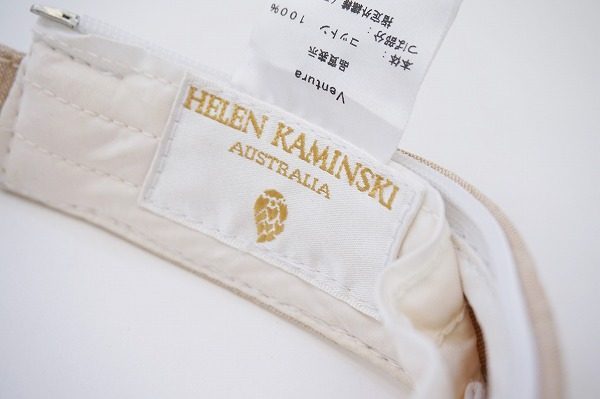 HELEN KAMINSKI
AUSTRALIA
Ventura
品質表示
本体: コットン 100%
つば部分: 指定外繊維